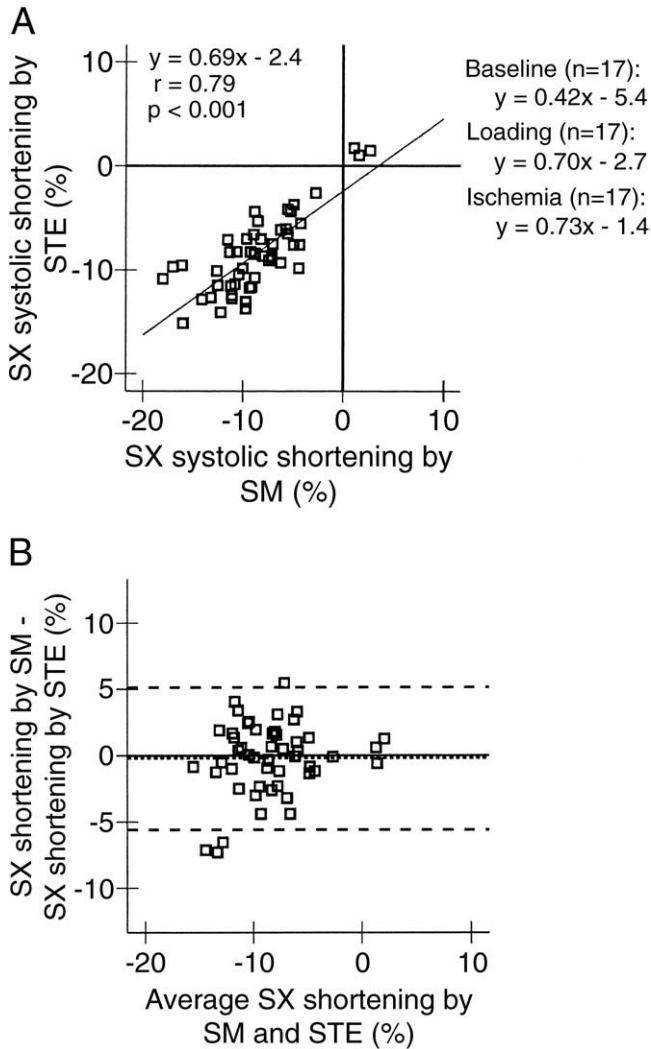 A
y = 0.69x - 2.4
r = 0.79
p < 0.001
Baseline (n=17):
y = 0.42x - 5.4
Loading (n=17):
y = 0.70x - 2.7
Ischemia (n=17):
y = 0.73x - 1.4
SX systolic shortening by
STE (%)
10
0
-10
-20
-20
-10
0
10
SX systolic shortening by
SM (%)
B
SX shortening by SM -
SX shortening by STE (%)
10
5
0
-5
-10
-20
-10
0
10
Average SX shortening by
SM and STE (%)